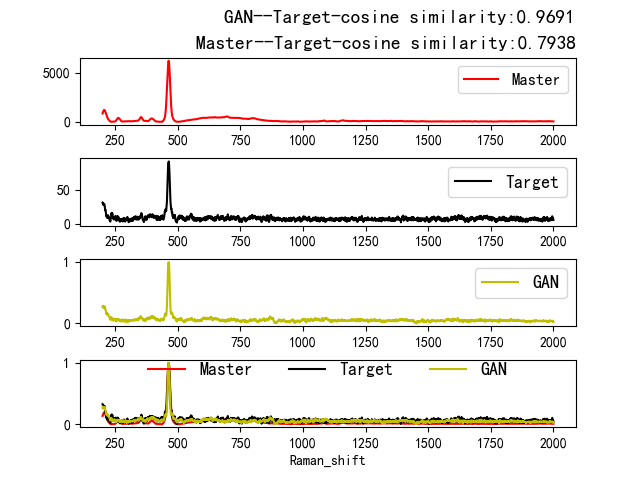 GAN--Target-cosine similarity:0.9691
Master--Target-cosine similarity:0.7938
5000
0
Master
250 500 750 1000 1250 1500 1750 2000
50
0
Target
250 500 750 1000 1250 1500 1750 2000
1
0
GAN
250 500 750 1000 1250 1500 1750 2000
1
0
Master Target GAN
250 500 750 1000 1250 1500 1750 2000
Raman_shift